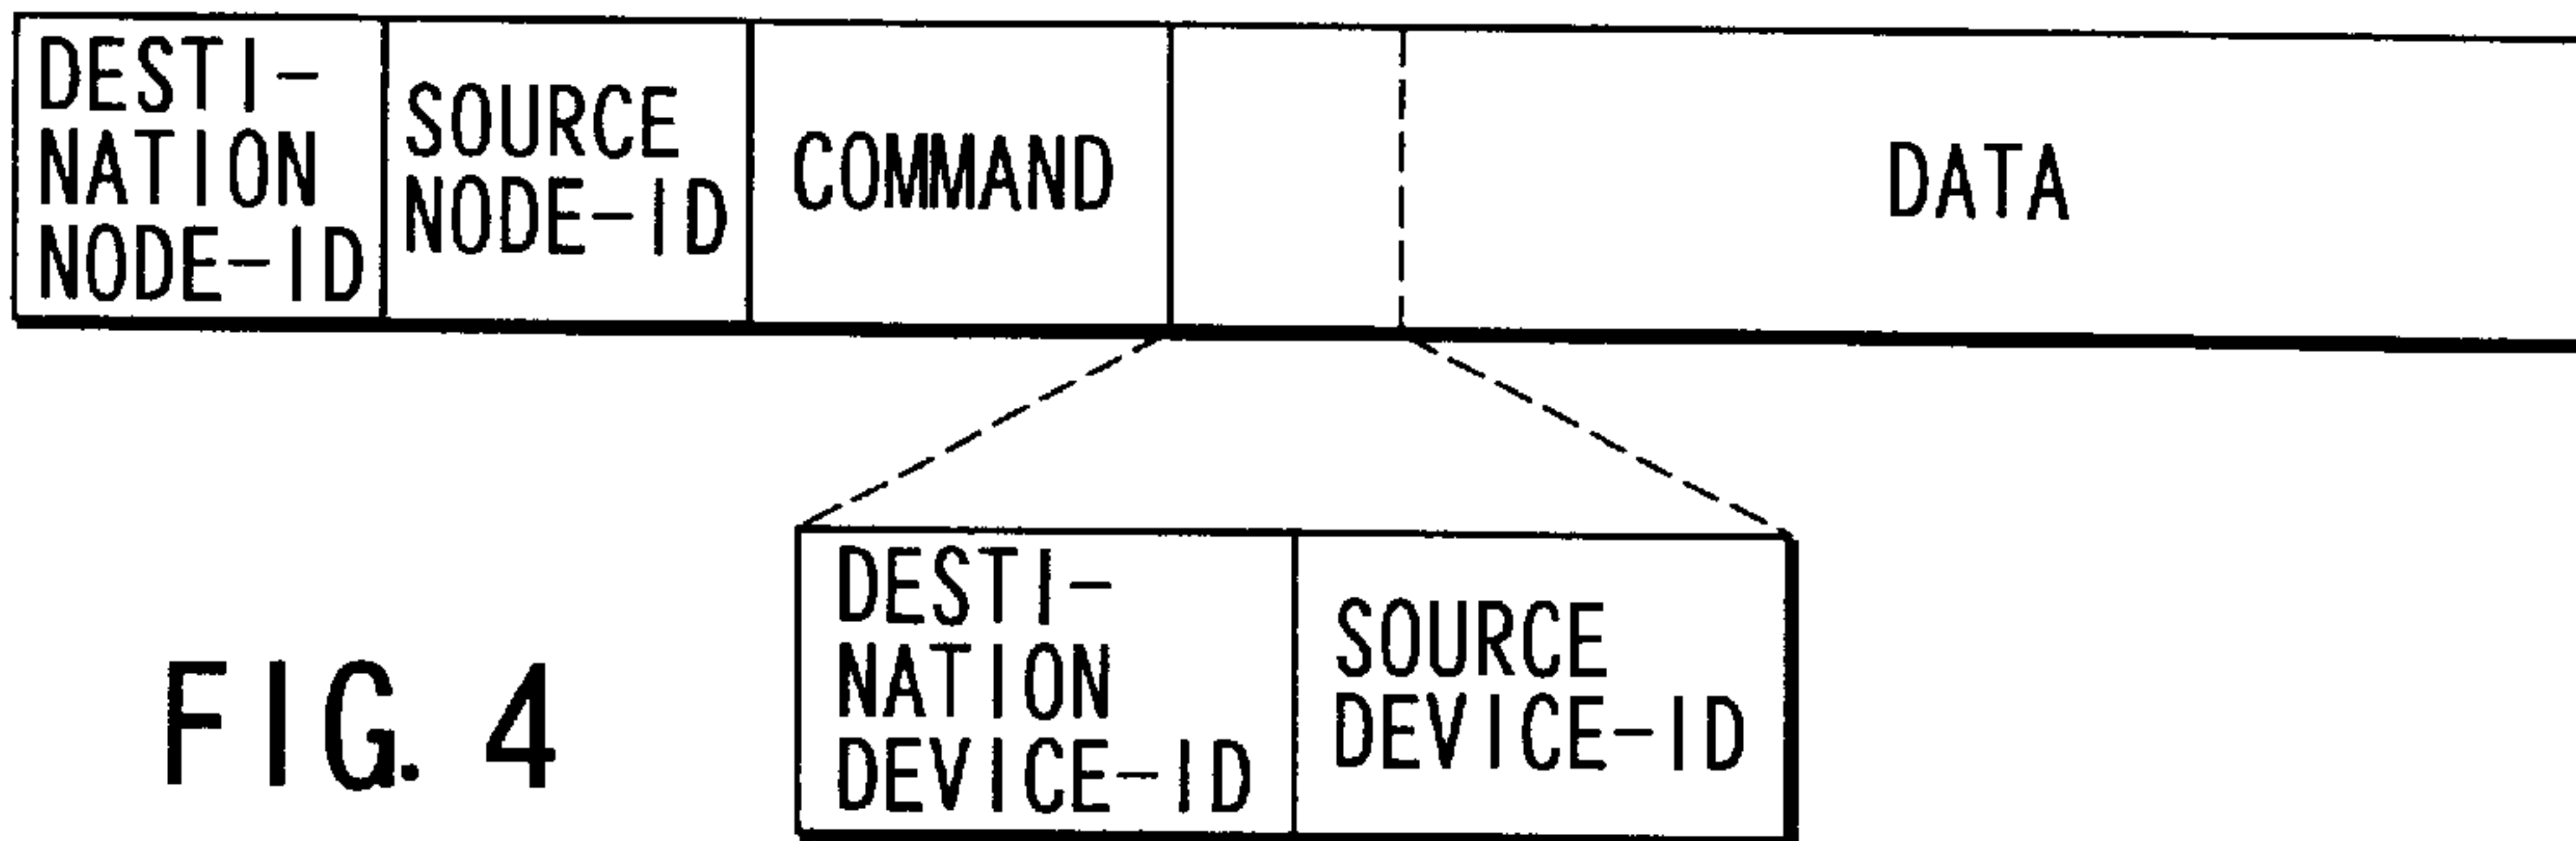 DESTI-
NATION
NODE-ID
SOURCE
NODE-ID
COMMAND
DATA
DESTI-
NATION
DEVICE-ID
SOURCE
DEVICE-ID
FIG. 4